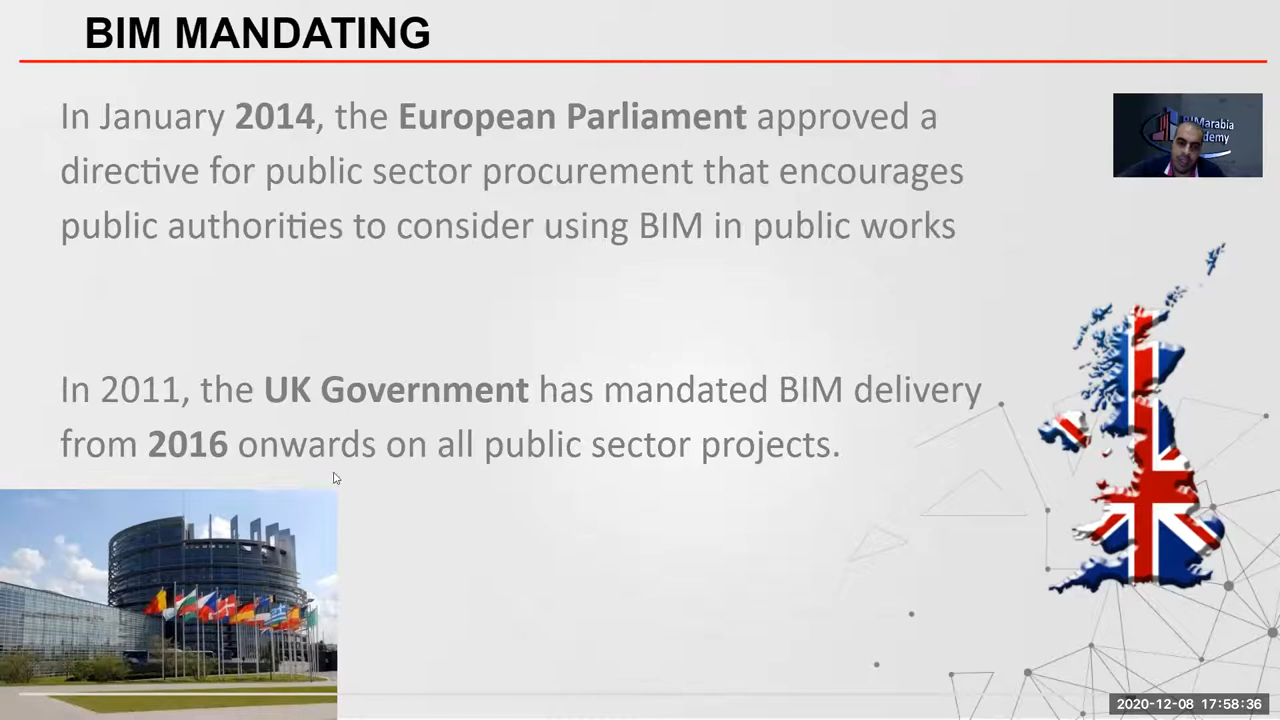 BIM MANDATING
In January 2014, the European Parliament approved a
directive for public sector procurement that encourages
public authorities to consider using BIM in public works
In 2011, the UK Government has mandated BIM delivery
from 2016 onwards on all public sector projects.
2020-12-08 17:58:36